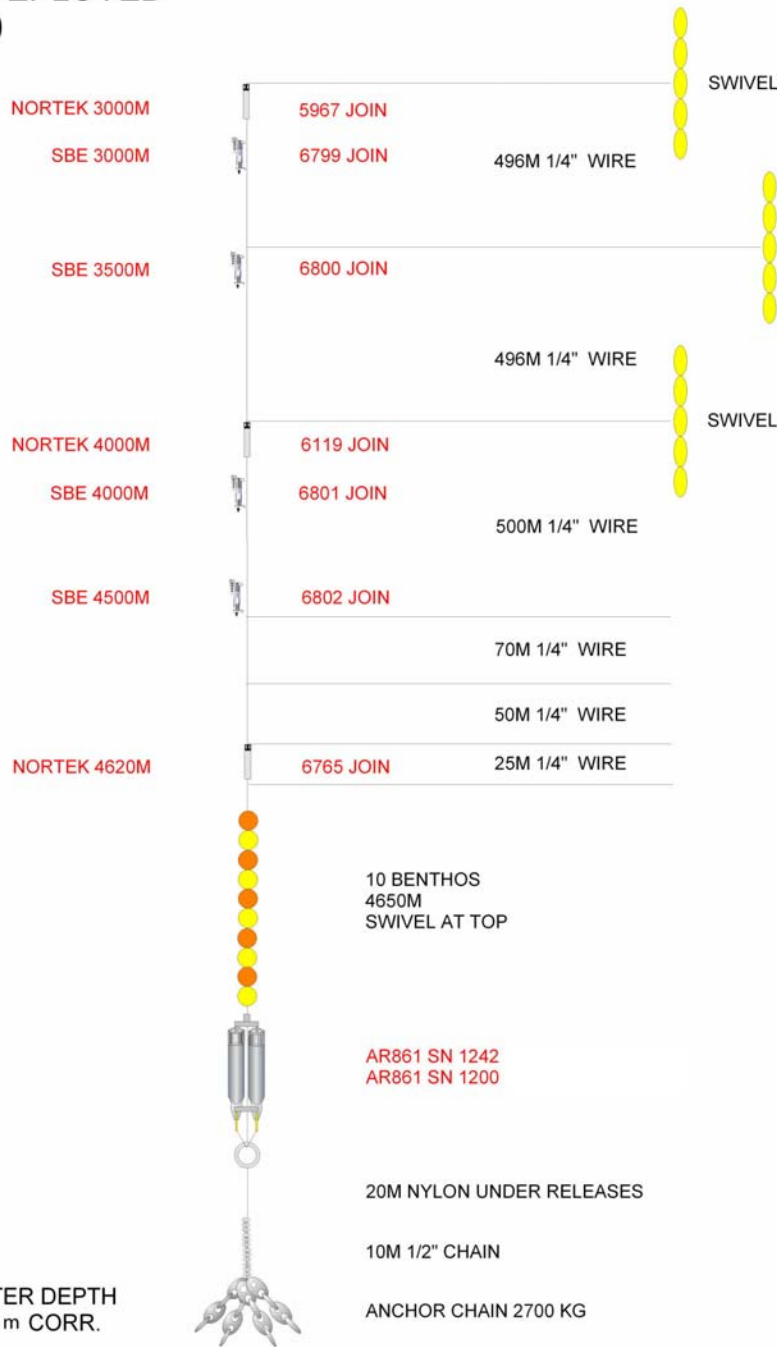 )
SWIVEL
NORTEK 3000M 5967 JOIN
SBE 3000M 6799 JOIN 496M 1/4" WIRE
SBE 3500M 6800 JOIN
496M 1/4" WIRE
SWIVEL
NORTEK 4000M 6119 JOIN
SBE 4000M 6801 JOIN
500M 1/4" WIRE
SBE 4500M 6802 JOIN
70M 1/4" WIRE
50M 1/4" WIRE
NORTEK 4620M 6765 JOIN 25M 1/4" WIRE
10 BENTHOS
4650M
SWIVEL AT TOP
AR861 SN 1242
AR861 SN 1200
20M NYLON UNDER RELEASES
10M 1/2" CHAIN
TER DEPTH
m CORR.
ANCHOR CHAIN 2700 KG